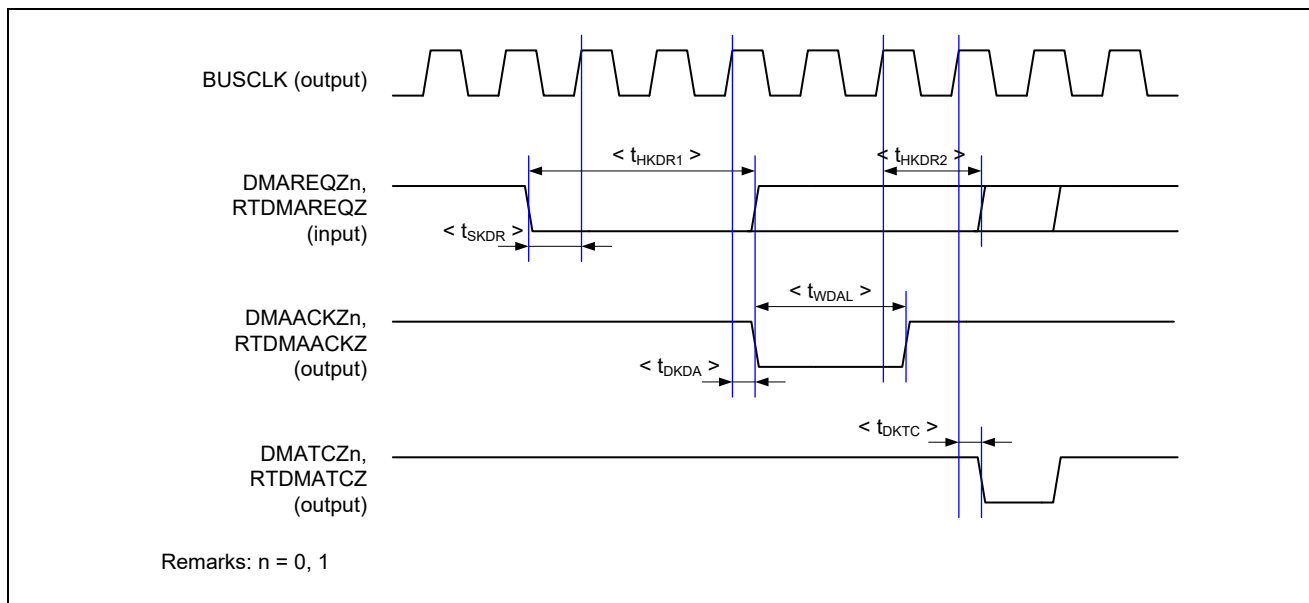 BUSCLK (output)
< tHKDR1 >
< tHKDR2 >
DMAREQZn,
RTDMAREQZ
(input)
< tSKDR >
< tWDAL >
DMAACKZn,
RTDMAACKZ
(output)
< tDKDA >
< tDKTC >
DMATCZn,
RTDMATCZ
(output)
Remarks: n = 0, 1